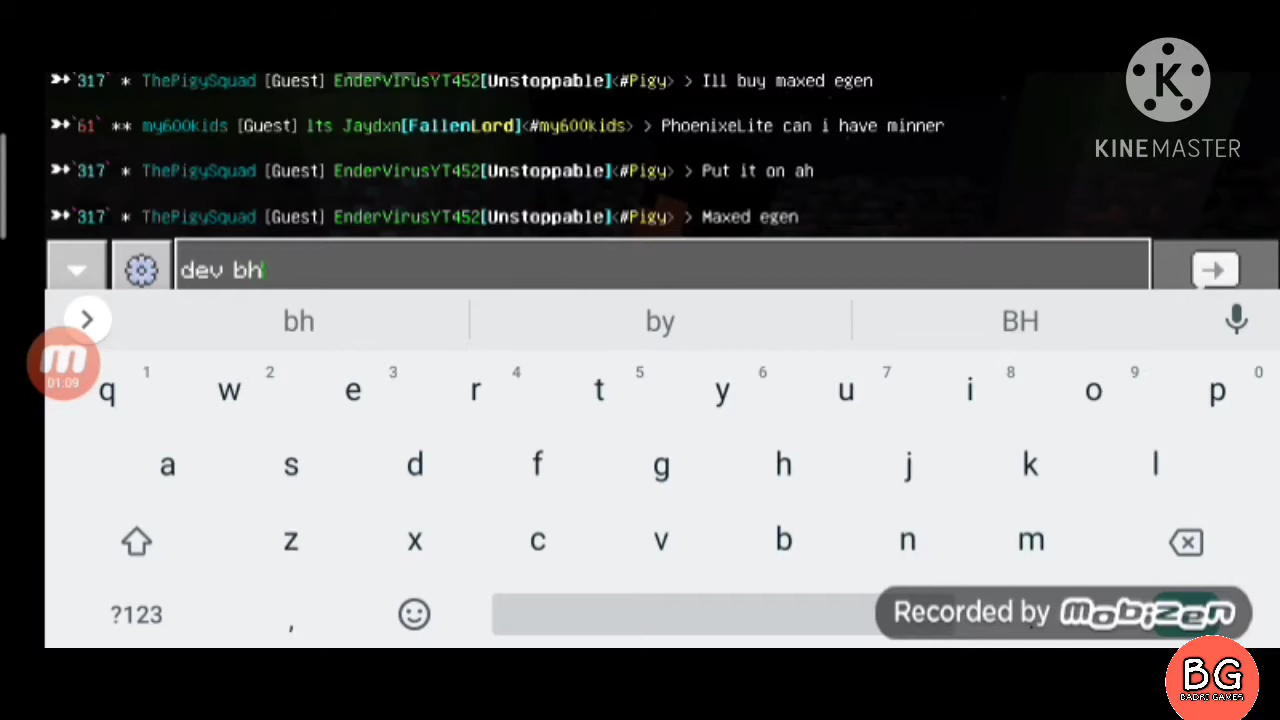 ➳`317` * ThePigySquad [Guest] EnderVirusYT452[Unstoppable]<#Pigy> > Ill buy maxed egen
➳`61` ** my600kids [Guest] lts Jaydxn[FallenLord]<#my600kids> > PhoenixeLite can i have minner
➳`317` * ThePigySquad [Guest] EnderVirusYT452[Unstoppable]<#Pigy> > Put it on ah
➳`317` * ThePigySquad [Guest] EnderVirusYT452[Unstoppable]<#Pigy> > Maxed egen
K
KINEMASTER
dev bh
bh by BH
m
01:09
1 2 3 4 5 6 7 8 9 0
q w e r t y u i o p
a s d f g h j k l
z x c v b n m
?123 ,
Recorded by mobizen
BG
BADRI GAMES